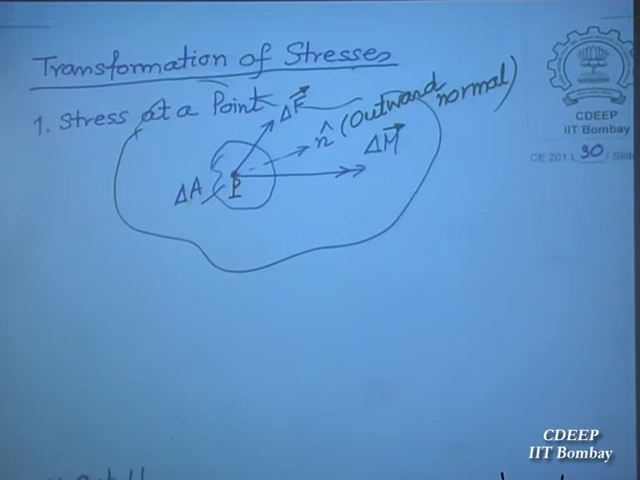 Transformation of Stresses
1. Stress at a Point
ΔF
n̂ (Outward normal)
ΔM
ΔA
P
CDEEP
IIT Bombay
CE 201 L 30 / Slide
CDEEP
IIT Bombay